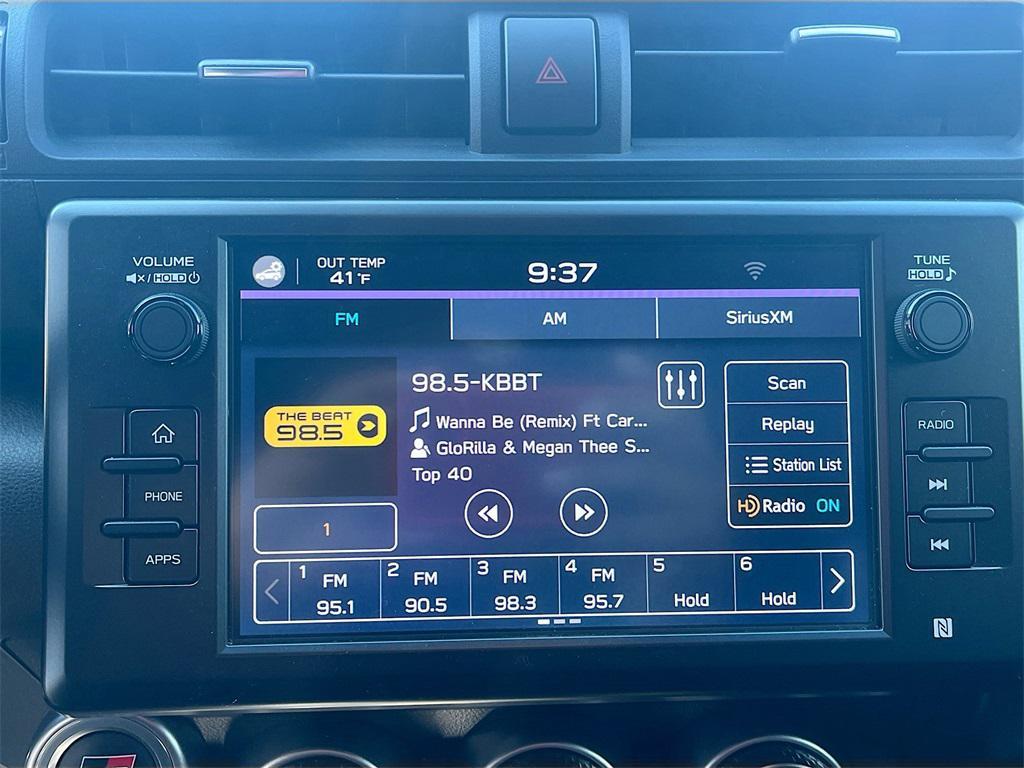 VOLUME
HOLD
OUT TEMP
41°F
9:37
TUNE
HOLD
FM
AM
SiriusXM
98.5-KBBT
THE BEAT
98.5
Wanna Be (Remix) Ft Car...
GloRilla & Megan Thee S...
Top 40
Scan
Replay
Station List
HD Radio ON
1
1 FM 95.1
2 FM 90.5
3 FM 98.3
4 FM 95.7
5 Hold
6 Hold
PHONE
APPS
RADIO
N